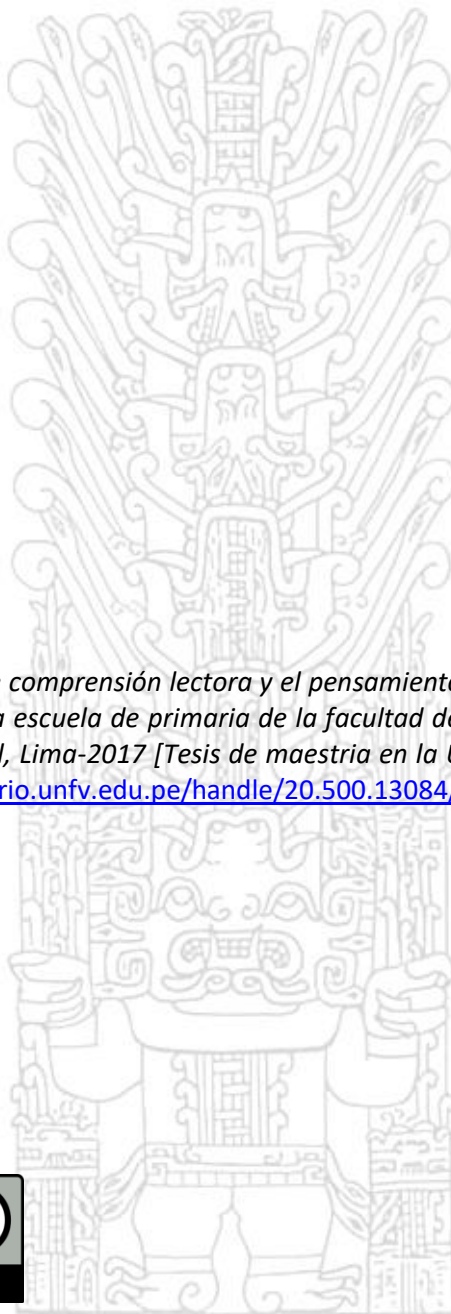 comprensión lectora y el pensamiento
escuela de primaria de la facultad de
Lima-2017 [Tesis de maestria en la
rio.unfv.edu.pe/handle/20.500.13084/